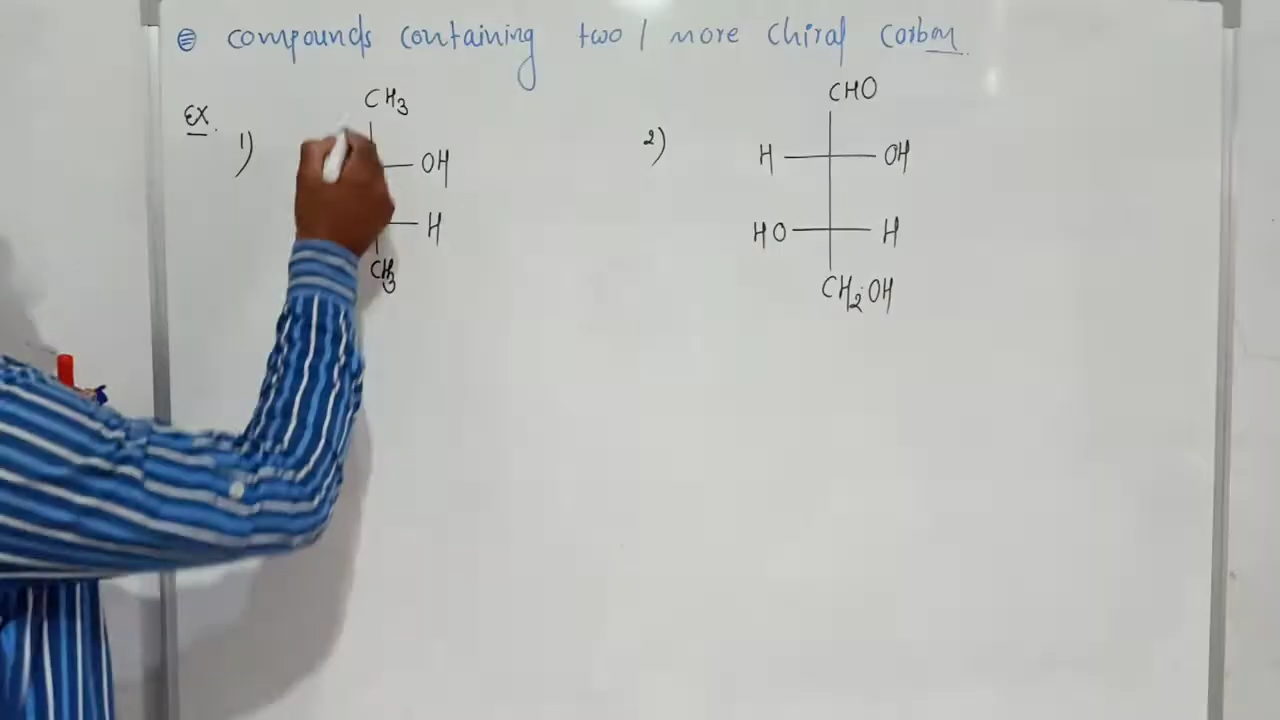 compounds containing two / more chiral carbon
Ex.
1)
CH3
OH
H
CH3
2)
CHO
H OH
HO H
CH2OH